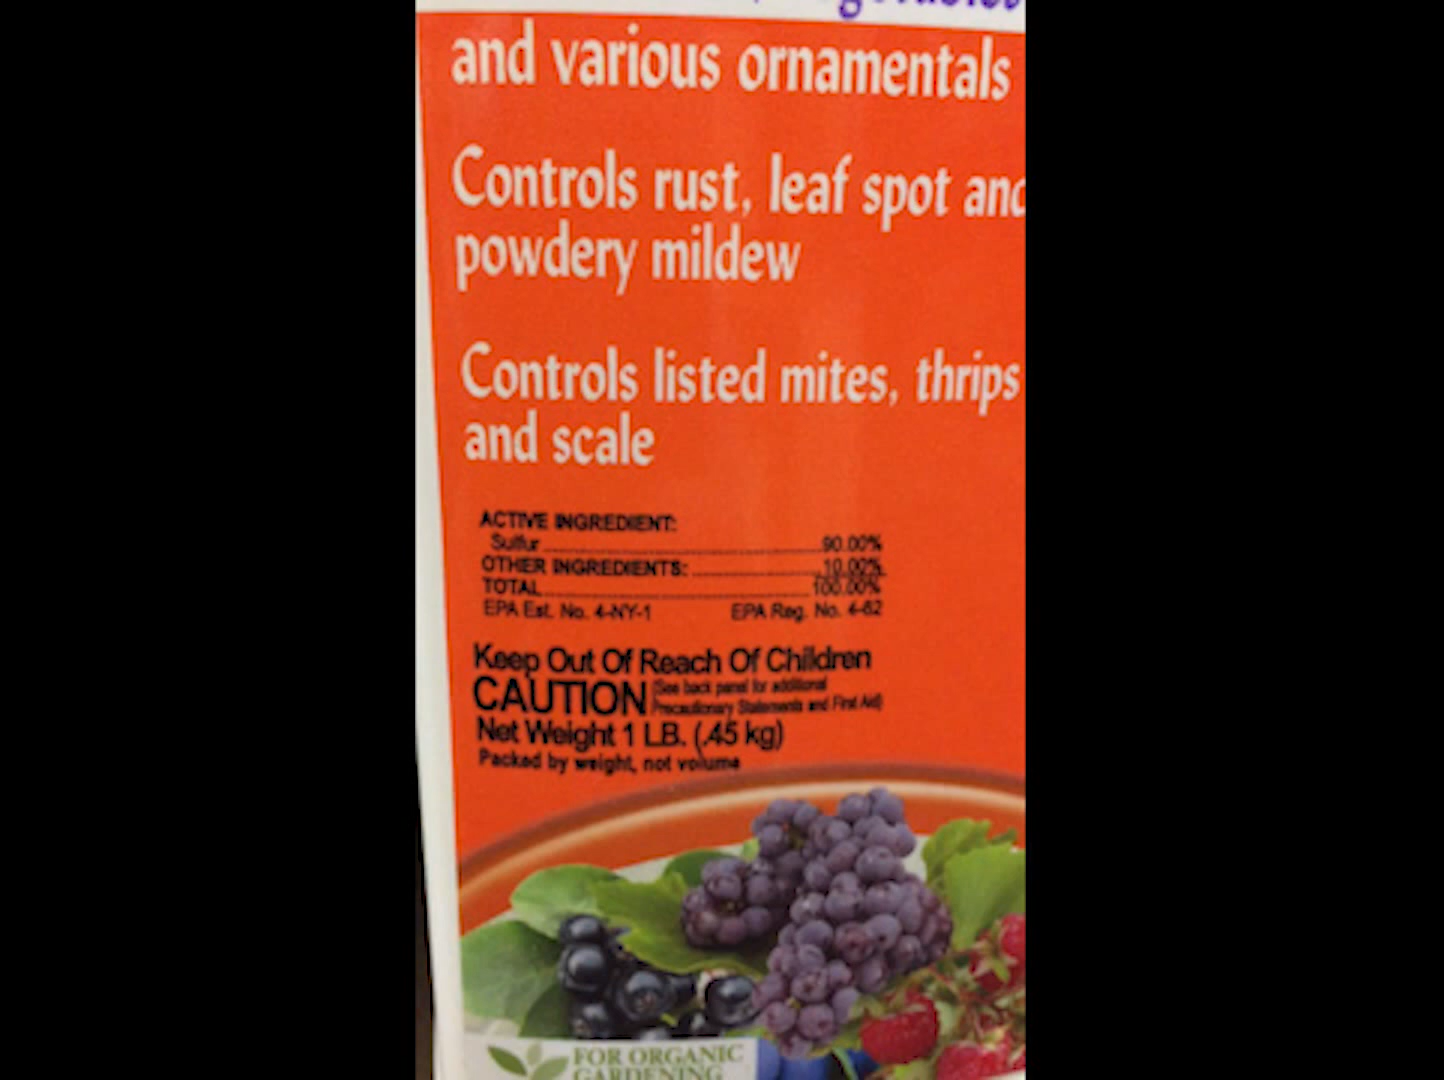 and various ornamentals
Controls rust, leaf spot and
powdery mildew
Controls listed mites, thrips
and scale
ACTIVE INGREDIENT:
Sulfur 90.00%
OTHER INGREDIENTS: 10.00%
TOTAL 100.00%
EPA Est. No. 4-NY-1 EPA Reg. No. 4-62
Keep Out Of Reach Of Children
CAUTION (See back panel for additional
Precautionary Statements and First Aid)
Net Weight 1 LB. (.45 kg)
Packed by weight, not volume
FOR ORGANIC
GARDENING